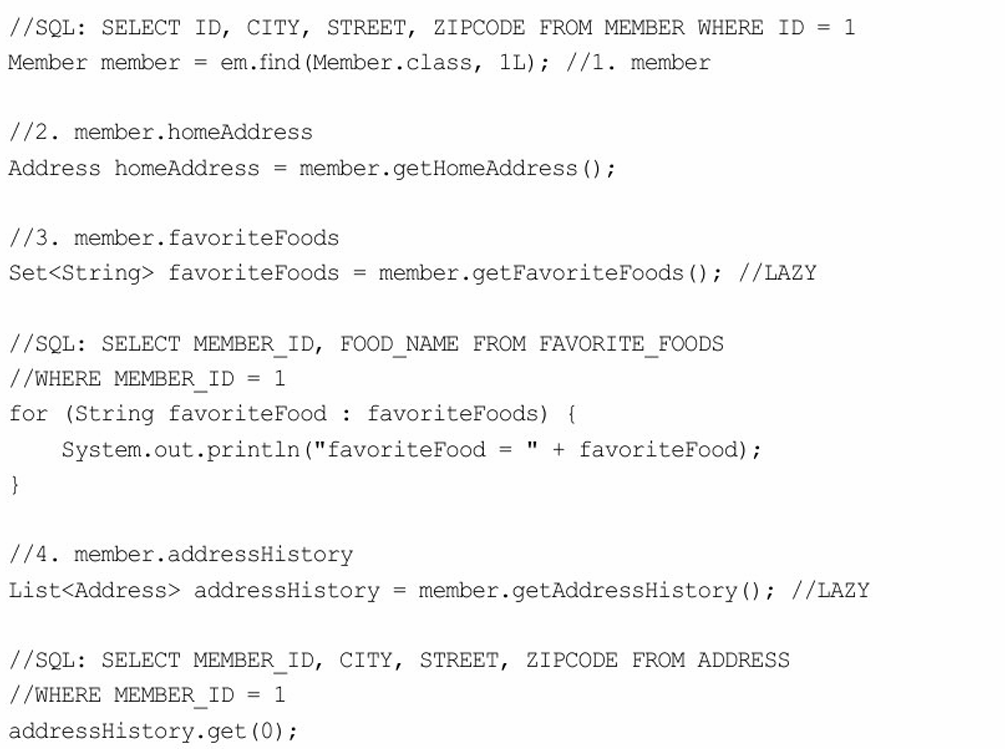 //SQL: SELECT ID, CITY, STREET, ZIPCODE FROM MEMBER WHERE ID = 1
Member member = em.find(Member.class, 1L); //1. member
//2. member.homeAddress
Address homeAddress = member.getHomeAddress();
//3. member.favoriteFoods
Set<String> favoriteFoods = member.getFavoriteFoods(); //LAZY
//SQL: SELECT MEMBER_ID, FOOD_NAME FROM FAVORITE_FOODS
//WHERE MEMBER_ID = 1
for (String favoriteFood : favoriteFoods) {
    System.out.println("favoriteFood = " + favoriteFood);
}
//4. member.addressHistory
List<Address> addressHistory = member.getAddressHistory(); //LAZY
//SQL: SELECT MEMBER_ID, CITY, STREET, ZIPCODE FROM ADDRESS
//WHERE MEMBER_ID = 1
addressHistory.get(0);